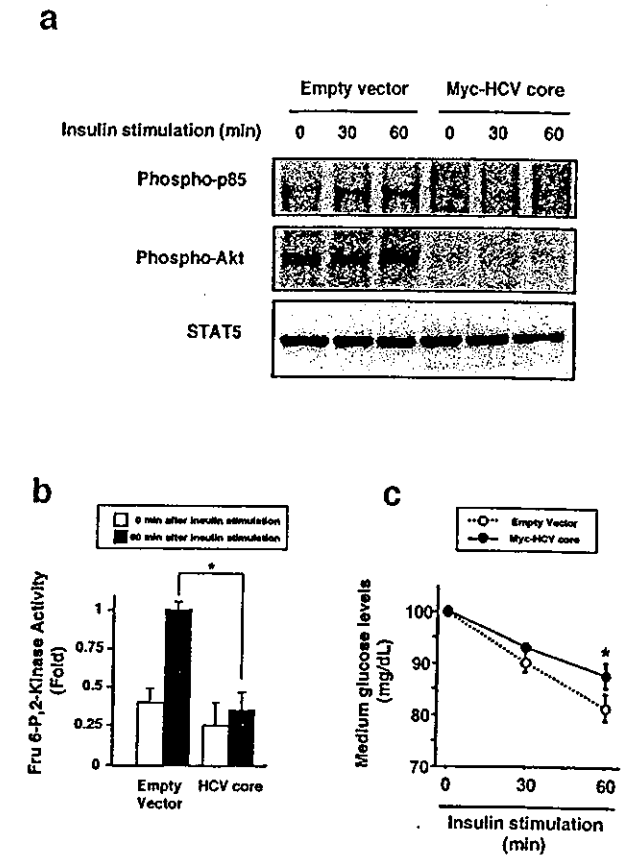 a
Empty vector Myc-HCV core
Insulin stimulation (min) 0 30 60 0 30 60
Phospho-p85
Phospho-Akt
STAT5
b
0 min after insulin stimulation
60 min after insulin stimulation
*
Fru 6-P,2-Kinase Activity
(Fold)
1
0.75
0.5
0.25
0
Empty
Vector
HCV core
c
Empty Vector
Myc-HCV core
Medium glucose levels
(mg/dL)
100
90
80
70
*
0 30 60
Insulin stimulation
(min)